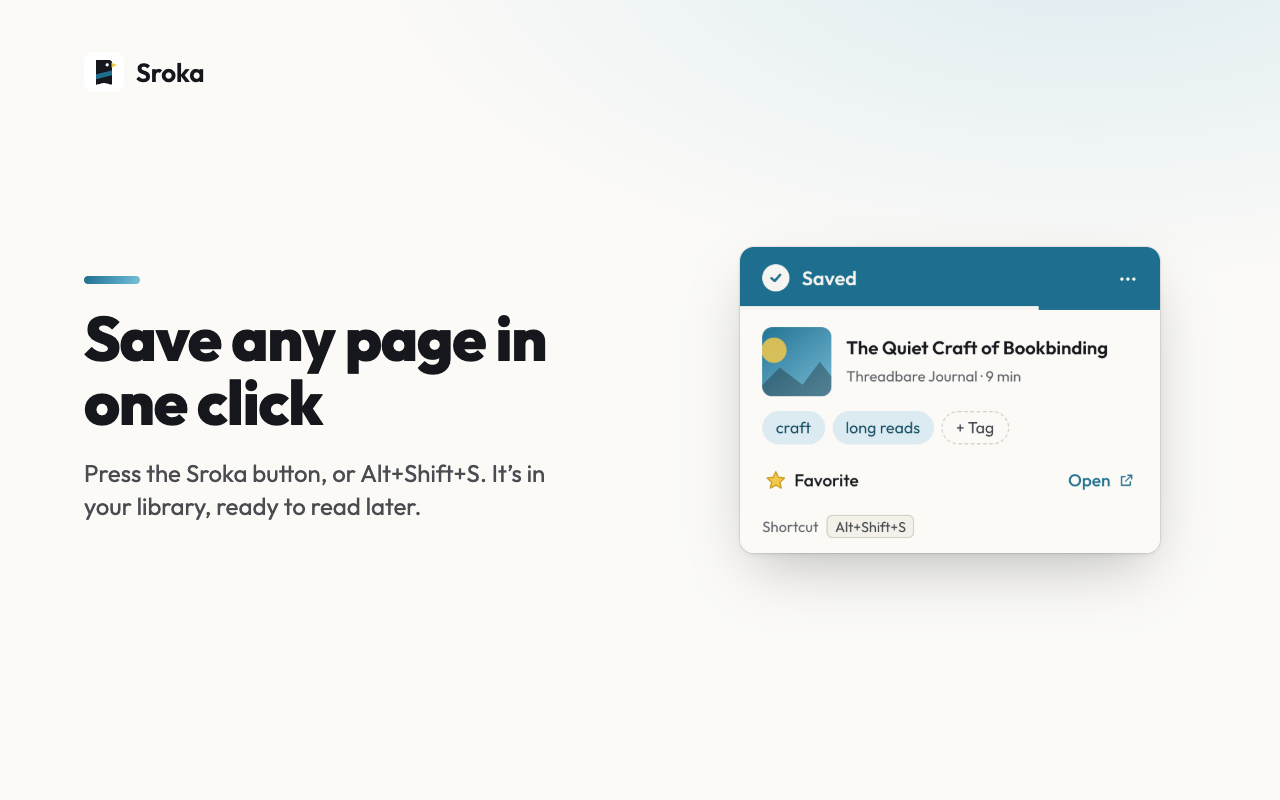 Sroka
Save any page in
one click
Press the Sroka button, or Alt+Shift+S. It’s in
your library, ready to read later.
Saved
The Quiet Craft of Bookbinding
Threadbare Journal · 9 min
craft
long reads
+ Tag
Favorite
Open
Shortcut
Alt+Shift+S